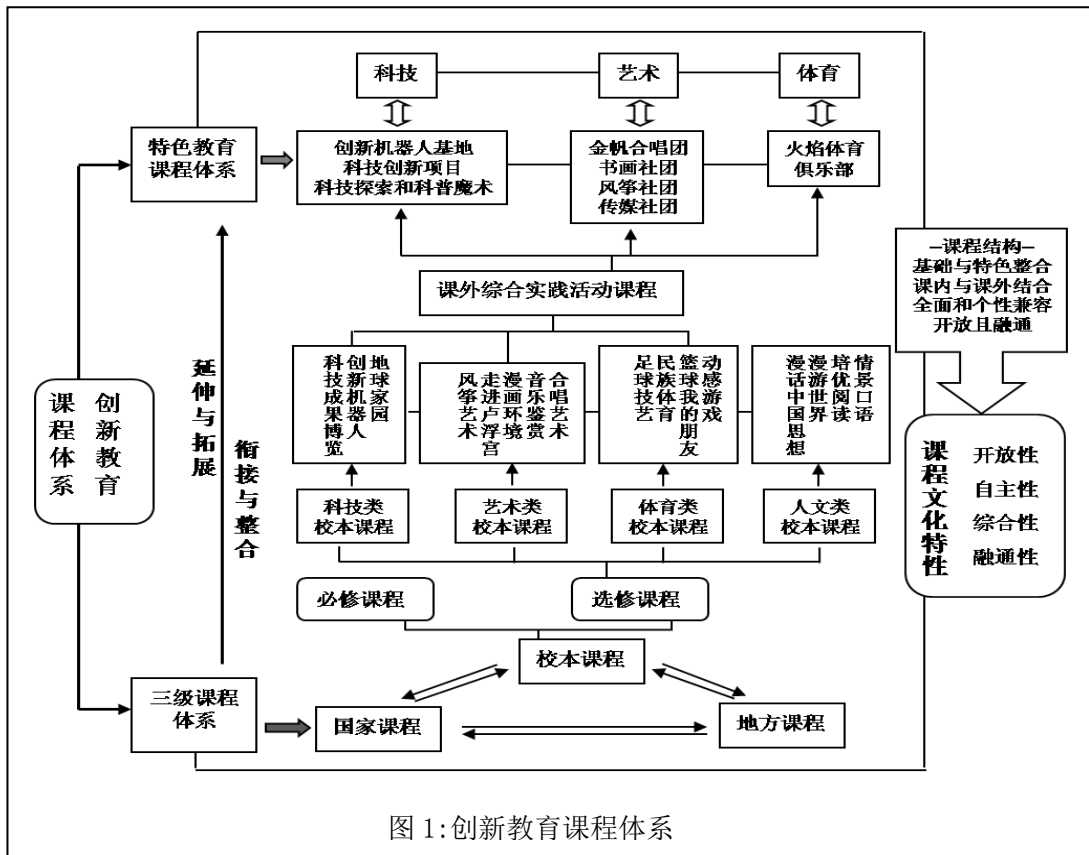 科技
艺术
体育
特色教育
课程体系
创新机器人基地
科技创新项目
科技探索和科普魔术
金帆合唱团
书画社团
风筝社团
传媒社团
火焰体育
俱乐部
—课程结构—
基础与特色整合
课内与课外结合
全面和个性兼容
开放且融通
课外综合实践活动课程
地球家园
创新机器人
科技成果博览
合唱艺术
音乐鉴赏
漫画环境
走进卢浮宫
风筝艺术
动感游戏
篮球我的朋友
民族体育
足球技艺
情景口语
培优阅读
漫游世界
漫话中国思想
创新教育
课程体系
延伸与拓展
衔接与整合
课程文化特性
开放性
自主性
综合性
融通性
科技类
校本课程
艺术类
校本课程
体育类
校本课程
人文类
校本课程
必修课程
选修课程
校本课程
三级课程
体系
国家课程
地方课程
图 1:创新教育课程体系